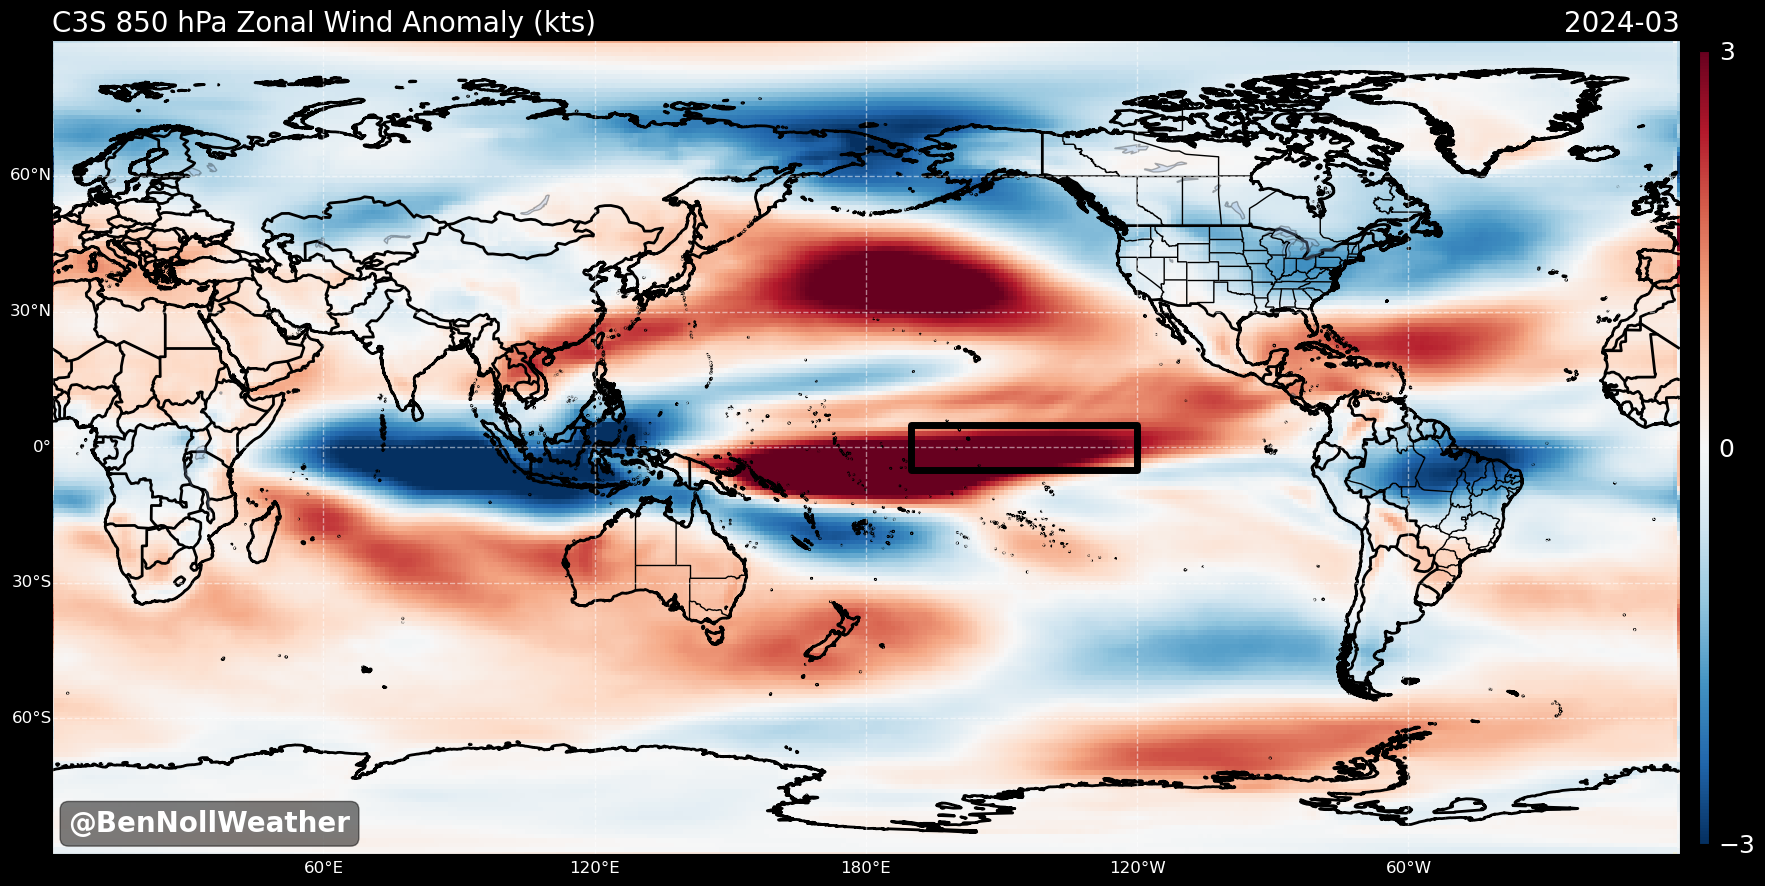 C3S 850 hPa Zonal Wind Anomaly (kts) 2024-03
3
60°N
30°N
0°
0
30°S
60°S
@BenNollWeather
−3
60°E 120°E 180°E 120°W 60°W